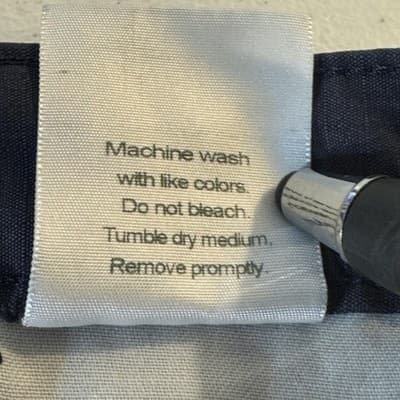 Machine wash
with like colors.
Do not bleach.
Tumble dry medium.
Remove promptly.